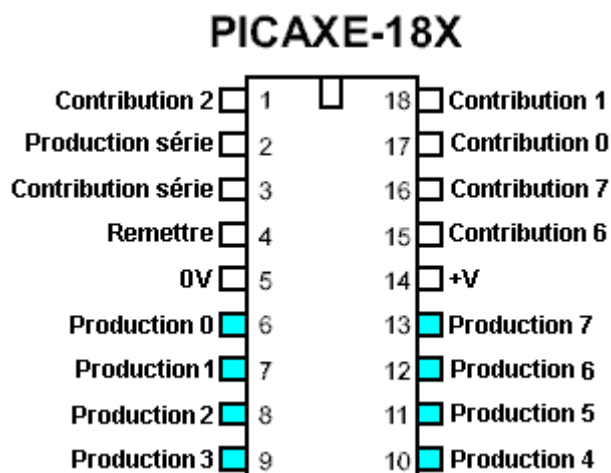 PICAXE-18X
Contribution 2 1 18 Contribution 1
Production série 2 17 Contribution 0
Contribution série 3 16 Contribution 7
Remettre 4 15 Contribution 6
0V 5 14 +V
Production 0 6 13 Production 7
Production 1 7 12 Production 6
Production 2 8 11 Production 5
Production 3 9 10 Production 4